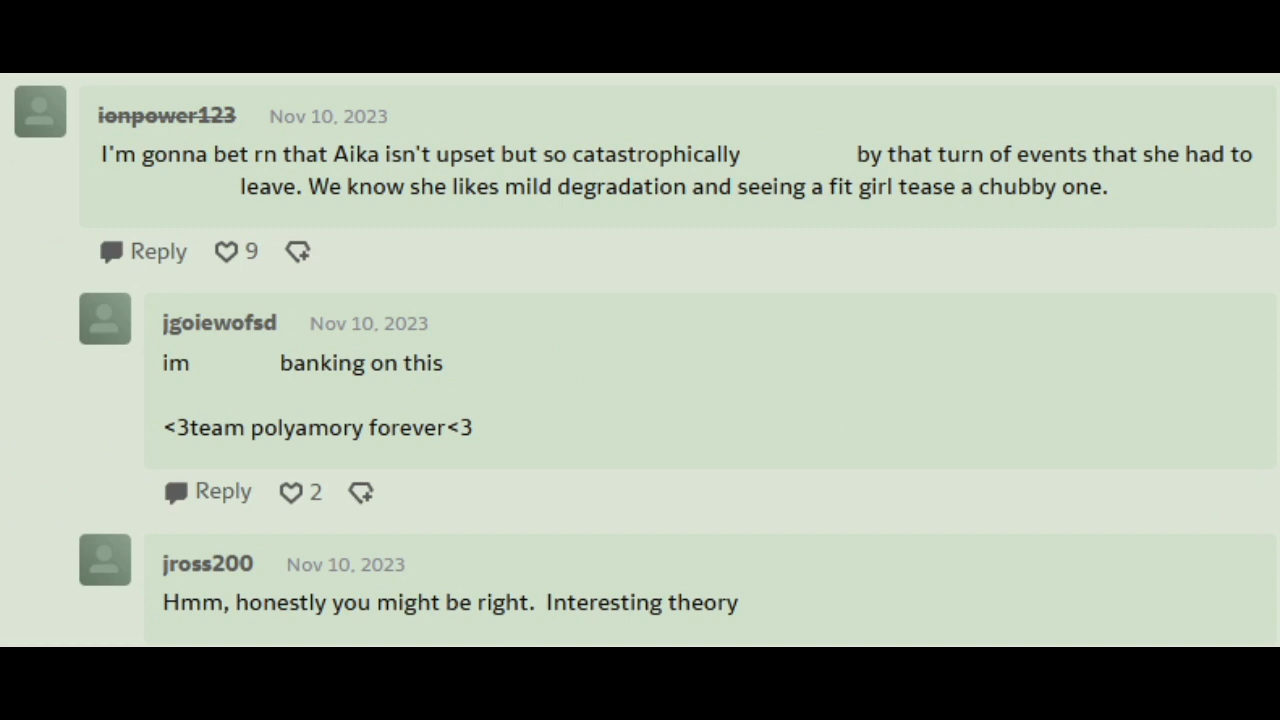 ionpower123 Nov 10, 2023
I'm gonna bet rn that Aika isn't upset but so catastrophically by that turn of events that she had to
leave. We know she likes mild degradation and seeing a fit girl tease a chubby one.
Reply 9
jgoiewofsd Nov 10, 2023
im banking on this
<3team polyamory forever<3
Reply 2
jross200 Nov 10, 2023
Hmm, honestly you might be right. Interesting theory